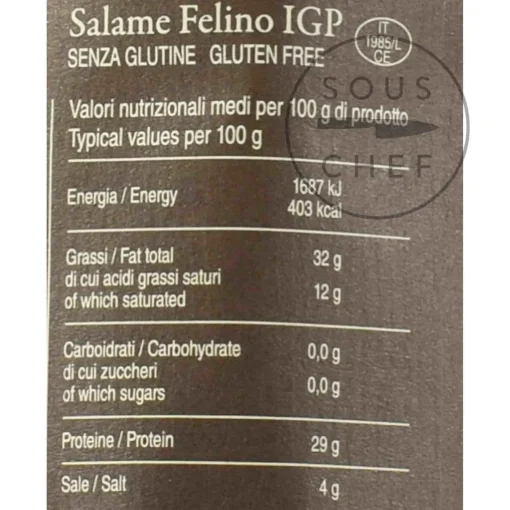 Salame Felino IGP
IT
1985/L
CE
SENZA GLUTINE GLUTEN FREE
SOUS
CHEF
Valori nutrizionali medi per 100 g di prodotto
Typical values per 100 g
Energia / Energy 1687 kJ
403 kcal
Grassi / Fat total 32 g
di cui acidi grassi saturi
of which saturated 12 g
Carboidrati / Carbohydrate 0,0 g
di cui zuccheri
of which sugars 0,0 g
Proteine / Protein 29 g
Sale / Salt 4 g